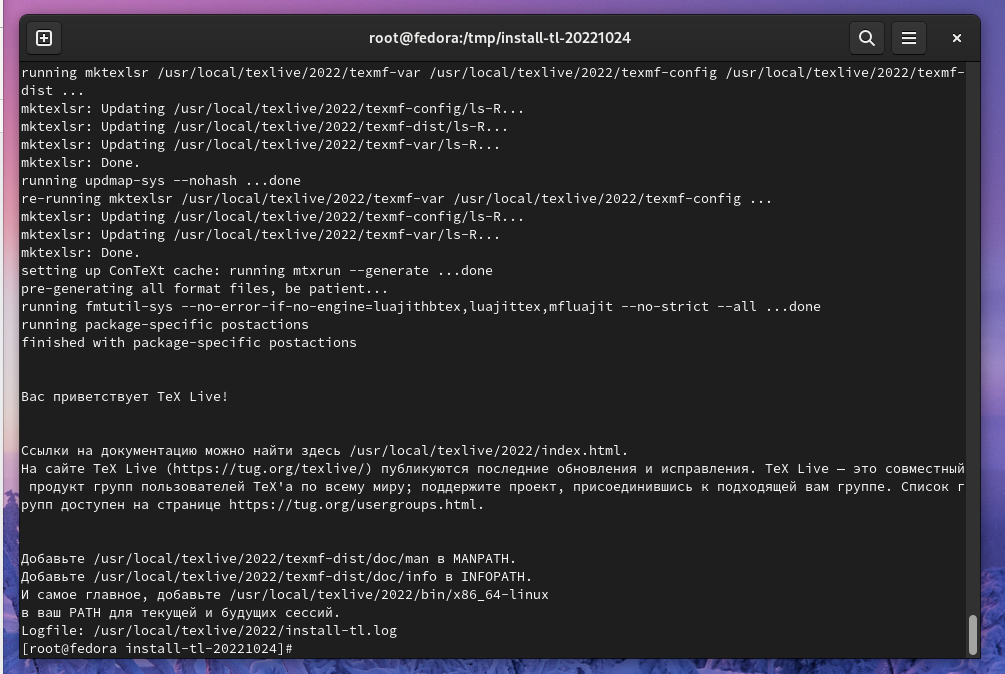 root@fedora:/tmp/install-tl-20221024
running mktexlsr /usr/local/texlive/2022/texmf-var /usr/local/texlive/2022/texmf-config /usr/local/texlive/2022/texmf-
dist ...
mktexlsr: Updating /usr/local/texlive/2022/texmf-config/ls-R...
mktexlsr: Updating /usr/local/texlive/2022/texmf-dist/ls-R...
mktexlsr: Updating /usr/local/texlive/2022/texmf-var/ls-R...
mktexlsr: Done.
running updmap-sys --nohash ...done
re-running mktexlsr /usr/local/texlive/2022/texmf-var /usr/local/texlive/2022/texmf-config ...
mktexlsr: Updating /usr/local/texlive/2022/texmf-config/ls-R...
mktexlsr: Updating /usr/local/texlive/2022/texmf-var/ls-R...
mktexlsr: Done.
setting up ConTeXt cache: running mtxrun --generate ...done
pre-generating all format files, be patient...
running fmtutil-sys --no-error-if-no-engine=luajithbtex,luajittex,mfluajit --no-strict --all ...done
running package-specific postactions
finished with package-specific postactions
Вас приветствует TeX Live!
Ссылки на документацию можно найти здесь /usr/local/texlive/2022/index.html.
На сайте TeX Live (https://tug.org/texlive/) публикуются последние обновления и исправления. TeX Live — это совместный
продукт групп пользователей TeX'а по всему миру; поддержите проект, присоединившись к подходящей вам группе. Список г
рупп доступен на странице https://tug.org/usergroups.html.
Добавьте /usr/local/texlive/2022/texmf-dist/doc/man в MANPATH.
Добавьте /usr/local/texlive/2022/texmf-dist/doc/info в INFOPATH.
И самое главное, добавьте /usr/local/texlive/2022/bin/x86_64-linux
в ваш PATH для текущей и будущих сессий.
Logfile: /usr/local/texlive/2022/install-tl.log
[root@fedora install-tl-20221024]#